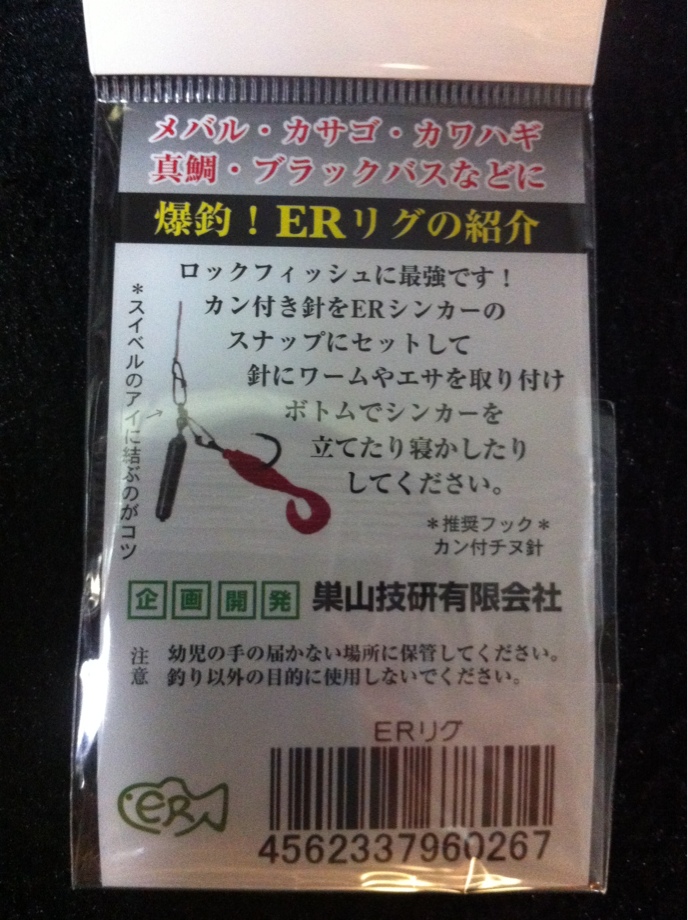 メバル・カサゴ・カワハギ
真鯛・ブラックバスなどに
爆釣！ERリグの紹介
ロックフィッシュに最強です！
カン付き針をERシンカーの
スナップにセットして
針にワームやエサを取り付け
ボトムでシンカーを
立てたり寝かしたり
してください。
＊スイベルのアイに結ぶのがコツ
＊推奨フック＊
カン付チヌ針
企画開発 巣山技研有限会社
注意 幼児の手の届かない場所に保管してください。
釣り以外の目的に使用しないでください。
ERリグ
ER
4562337960267